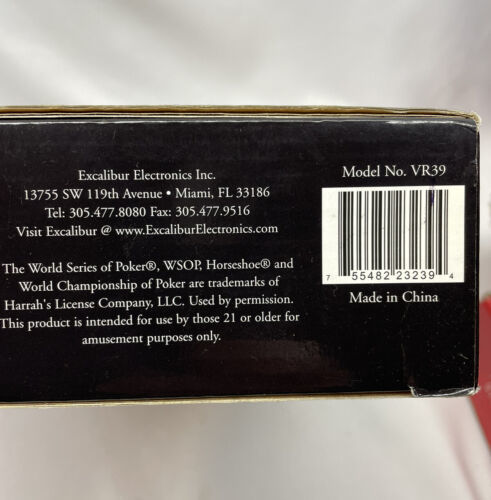 Excalibur Electronics Inc.
13755 SW 119th Avenue • Miami, FL 33186
Tel: 305.477.8080 Fax: 305.477.9516
Visit Excalibur @ www.ExcaliburElectronics.com
The World Series of Poker®, WSOP, Horseshoe® and
World Championship of Poker are trademarks of
Harrah's License Company, LLC. Used by permission.
This product is intended for use by those 21 or older for
amusement purposes only.
Model No. VR39
7 55482 23239 4
Made in China